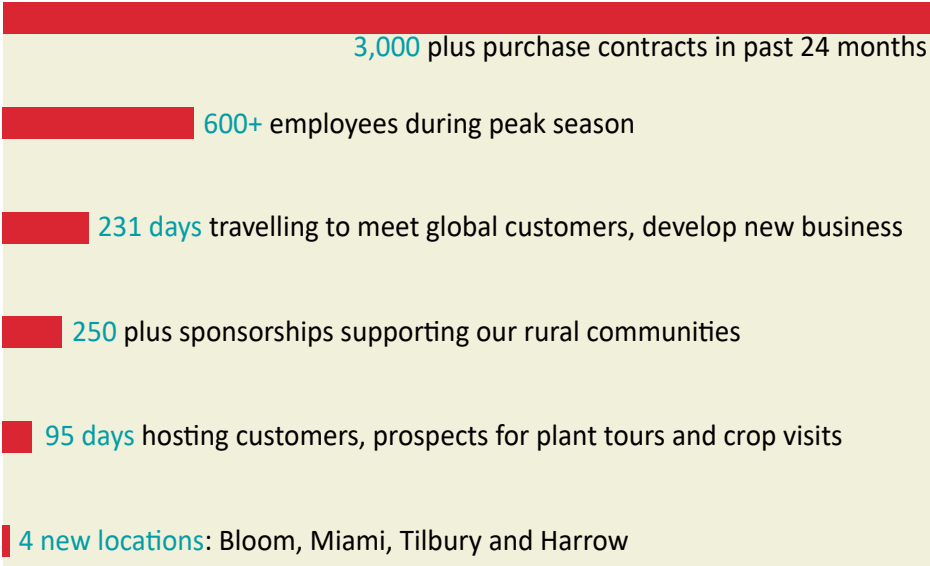 3,000 plus purchase contracts in past 24 months
600+ employees during peak season
231 days travelling to meet global customers, develop new business
250 plus sponsorships supporting our rural communities
95 days hosting customers, prospects for plant tours and crop visits
4 new locations: Bloom, Miami, Tilbury and Harrow